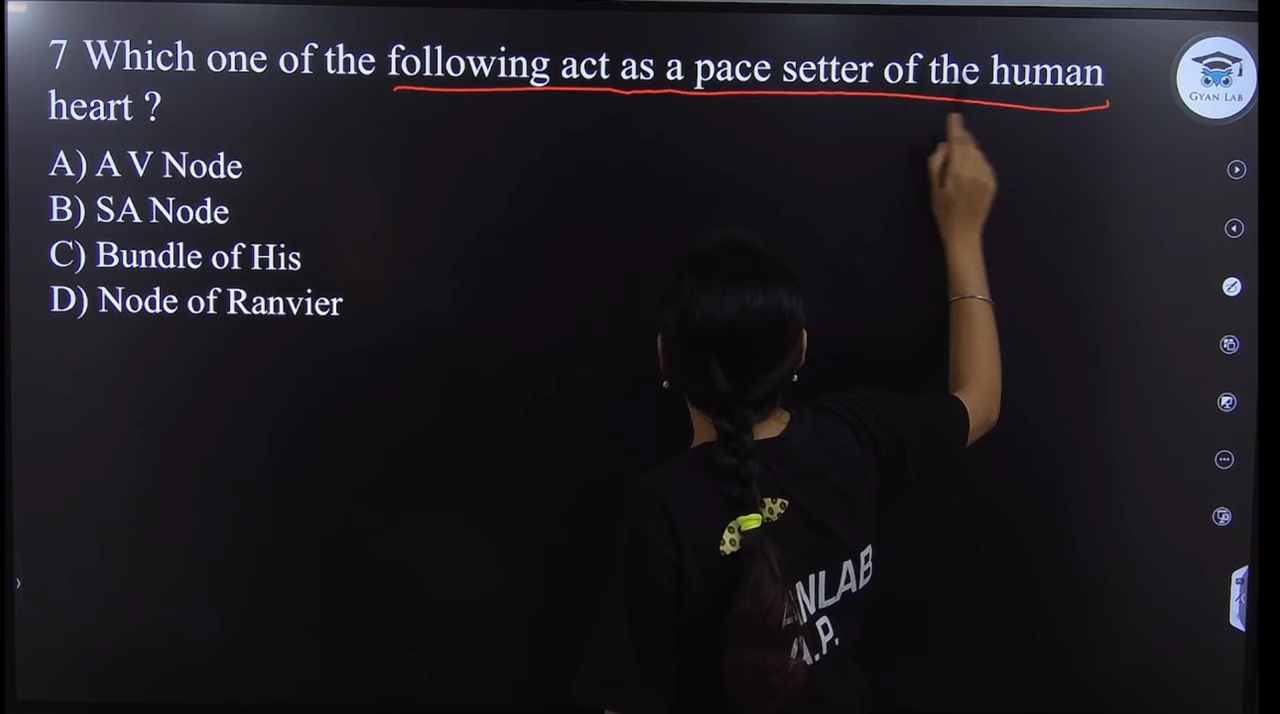 7 Which one of the following act as a pace setter of the human
heart ?
A) A V Node
B) SA Node
C) Bundle of His
D) Node of Ranvier
GYAN LAB
ANLAB
A.P.